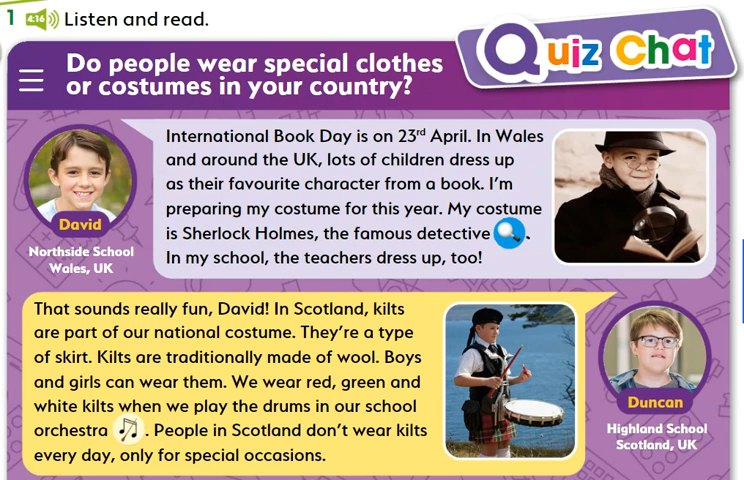 1 4:16 Listen and read.
Quiz Chat
Do people wear special clothes
or costumes in your country?
International Book Day is on 23rd April. In Wales
and around the UK, lots of children dress up
as their favourite character from a book. I'm
preparing my costume for this year. My costume
is Sherlock Holmes, the famous detective .
In my school, the teachers dress up, too!
David
Northside School
Wales, UK
That sounds really fun, David! In Scotland, kilts
are part of our national costume. They're a type
of skirt. Kilts are traditionally made of wool. Boys
and girls can wear them. We wear red, green and
white kilts when we play the drums in our school
orchestra . People in Scotland don't wear kilts
every day, only for special occasions.
Duncan
Highland School
Scotland, UK